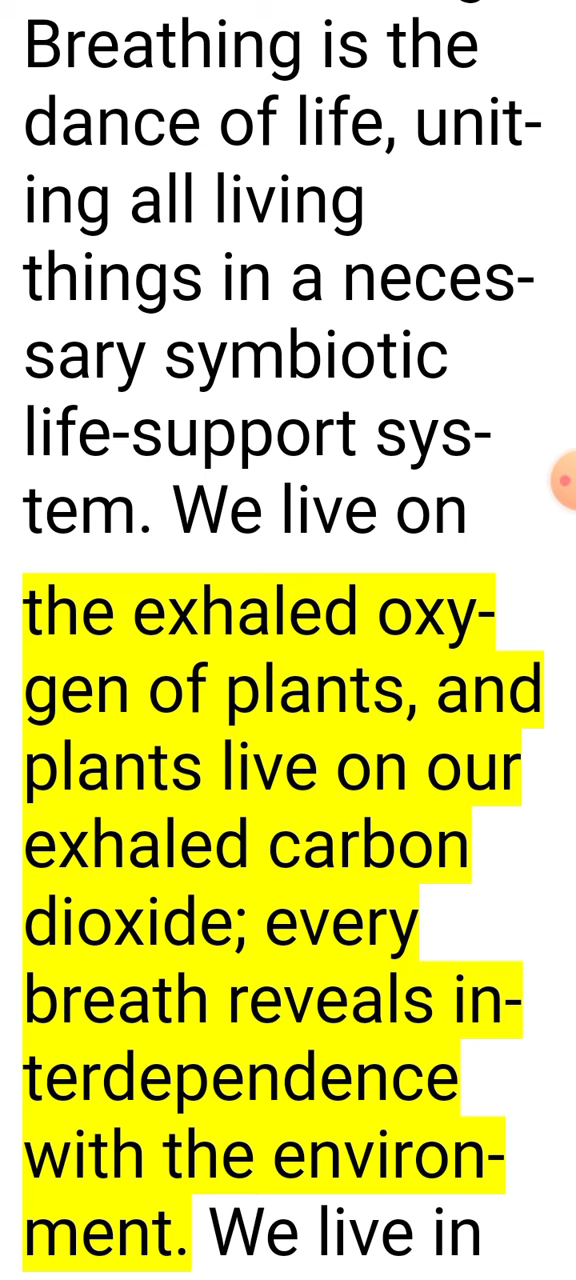 Breathing is the
dance of life, unit-
ing all living
things in a neces-
sary symbiotic
life-support sys-
tem. We live on
the exhaled oxy-
gen of plants, and
plants live on our
exhaled carbon
dioxide; every
breath reveals in-
terdependence
with the environ-
ment. We live in